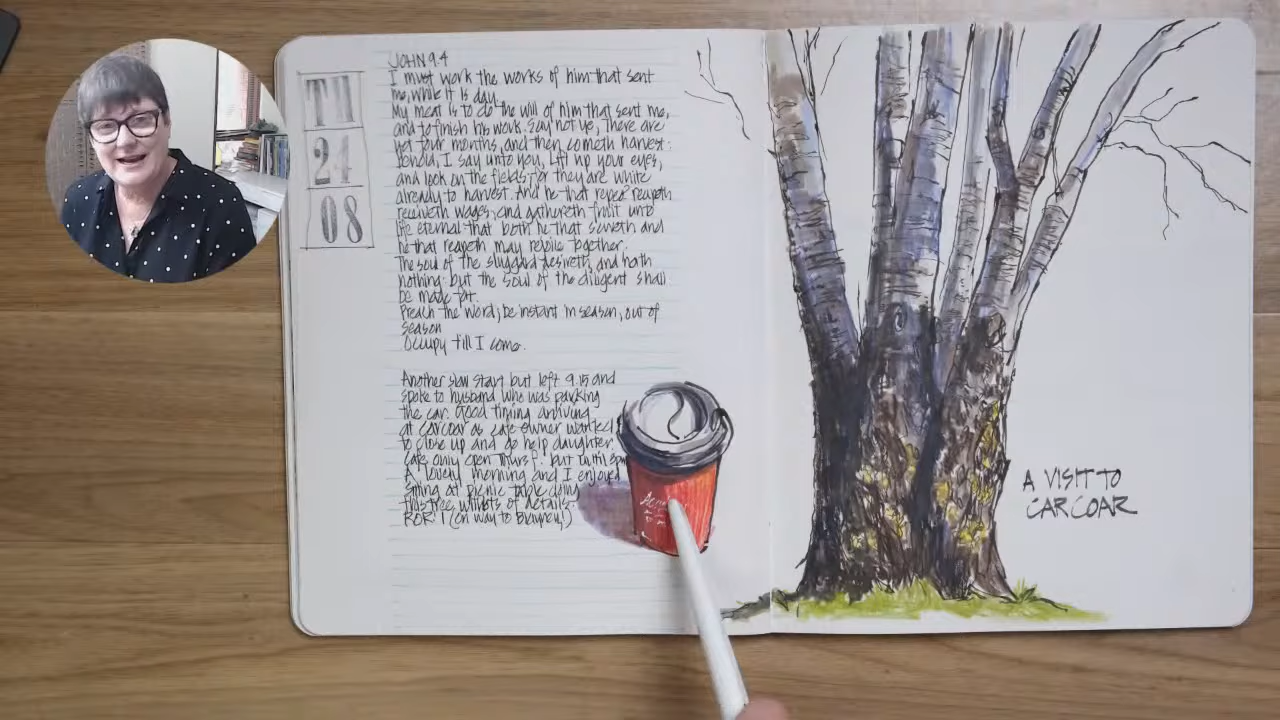 TH
24
08
JOHN 9.4
I must work the works of him that sent
me, while it is day.
My meat is to do the will of him that sent me,
and to finish his work. Say not ye, There are
yet four months, and then cometh harvest:
behold, I say unto you, Lift up your eyes,
and look on the fields for they are white
already to harvest. And he that reapeth
receiveth wages, and gathereth fruit unto
life eternal that both he that soweth and
he that reapeth may rejoice together.
The soul of the sluggard desireth, and hath
nothing: but the soul of the diligent shall
be made fat.
Preach the word; be instant in season, out of
season
Occupy till I come.
Another slow start but left 9.15 and
spoke to husband who was parking
the car. Good timing arriving
at Carcoar as cafe owner wanted
to close up and go help daughter.
Cafe only open Thurs! but until
A lovely morning and I enjoyed
sitting at picnic table doing
this tree, of details-
FOR! 1 (on way to Blayney!)
A VISIT TO
CARCOAR